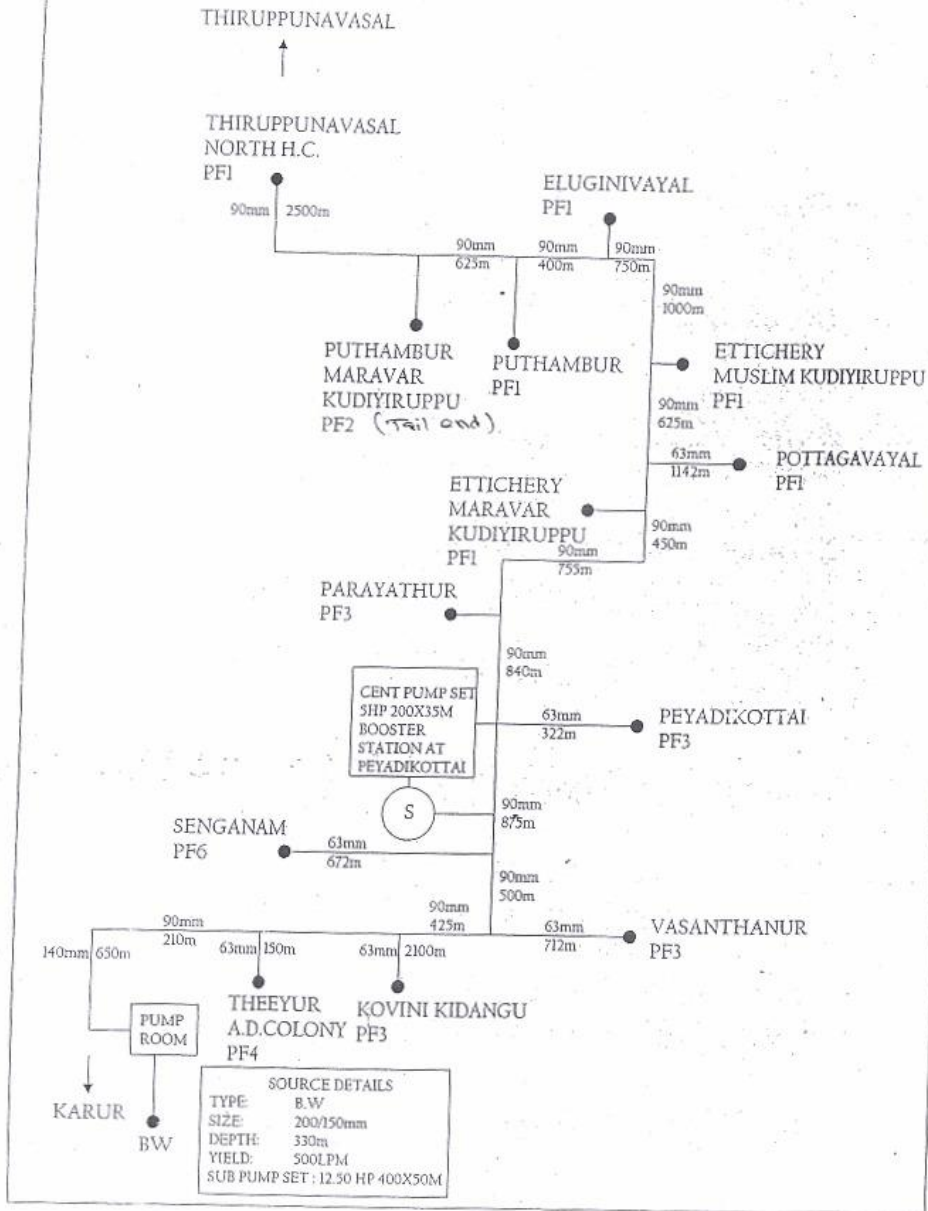 THIRUPPUNAVASAL
THIRUPPUNAVASAL
NORTH H.C.
PF1
90mm 2500m
ELUGINIVAYAL
PF1
90mm
625m
90mm
400m
90mm
750m
90mm
1000m
PUTHAMBUR
MARAVAR
KUDIYIRUPPU
PF2 (Tail end)
PUTHAMBUR
PF1
ETTICHERY
MUSLIM KUDIYIRUPPU
PF1
90mm
625m
63mm
1142m
POTTAGAVAYAL
PF1
ETTICHERY
MARAVAR
KUDIYIRUPPU
PF1
90mm
450m
90mm
755m
PARAYATHUR
PF3
90mm
840m
CENT PUMP SET
5HP 200X35M
BOOSTER
STATION AT
PEYADIKOTTAI
63mm
322m
PEYADIKOTTAI
PF3
S
90mm
875m
SENGANAM
PF6
63mm
672m
90mm
500m
90mm
210m
90mm
425m
63mm
712m
VASANTHANUR
PF3
140mm 650m
63mm 150m
63mm 2100m
THEEYUR
A.D.COLONY
PF4
KOVINI KIDANGU
PF3
PUMP
ROOM
KARUR
BW
SOURCE DETAILS
TYPE: B.W
SIZE: 200/150mm
DEPTH: 330m
YIELD: 500LPM
SUB PUMP SET : 12.50 HP 400X50M